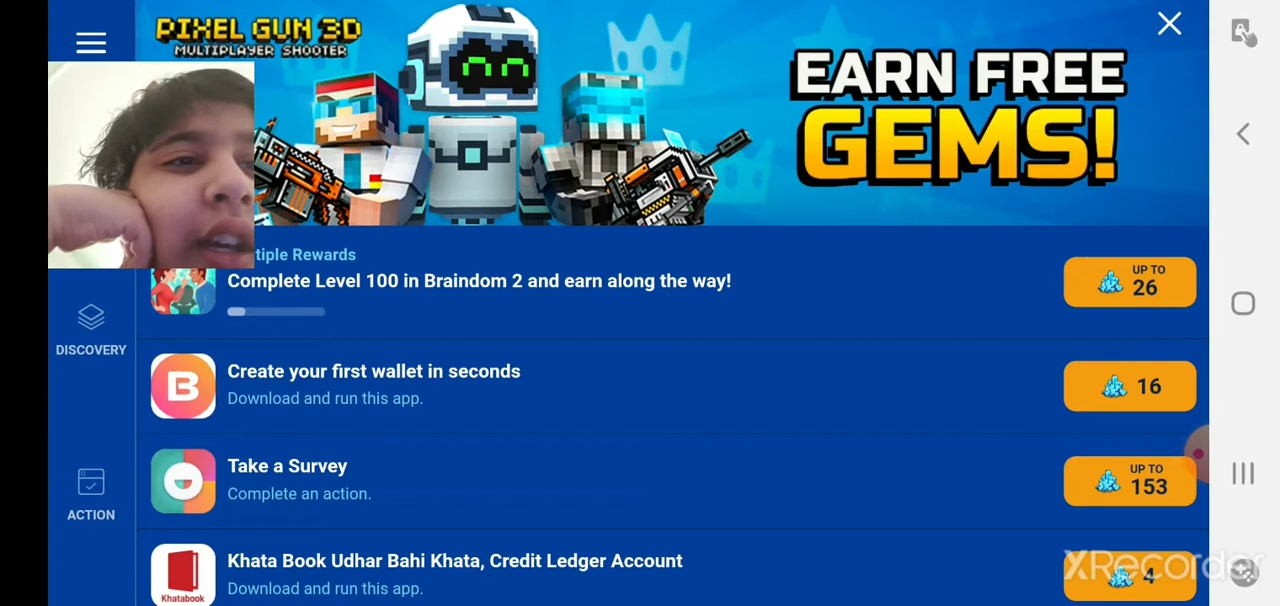 PIXEL GUN 3D
MULTIPLAYER SHOOTER
EARN FREE
GEMS!
tiple Rewards
Complete Level 100 in Braindom 2 and earn along the way!
UP TO
26
DISCOVERY
B
Create your first wallet in seconds
Download and run this app.
16
Take a Survey
Complete an action.
UP TO
153
ACTION
Khata Book Udhar Bahi Khata, Credit Ledger Account
Download and run this app.
Khatabook
4
XRecorder